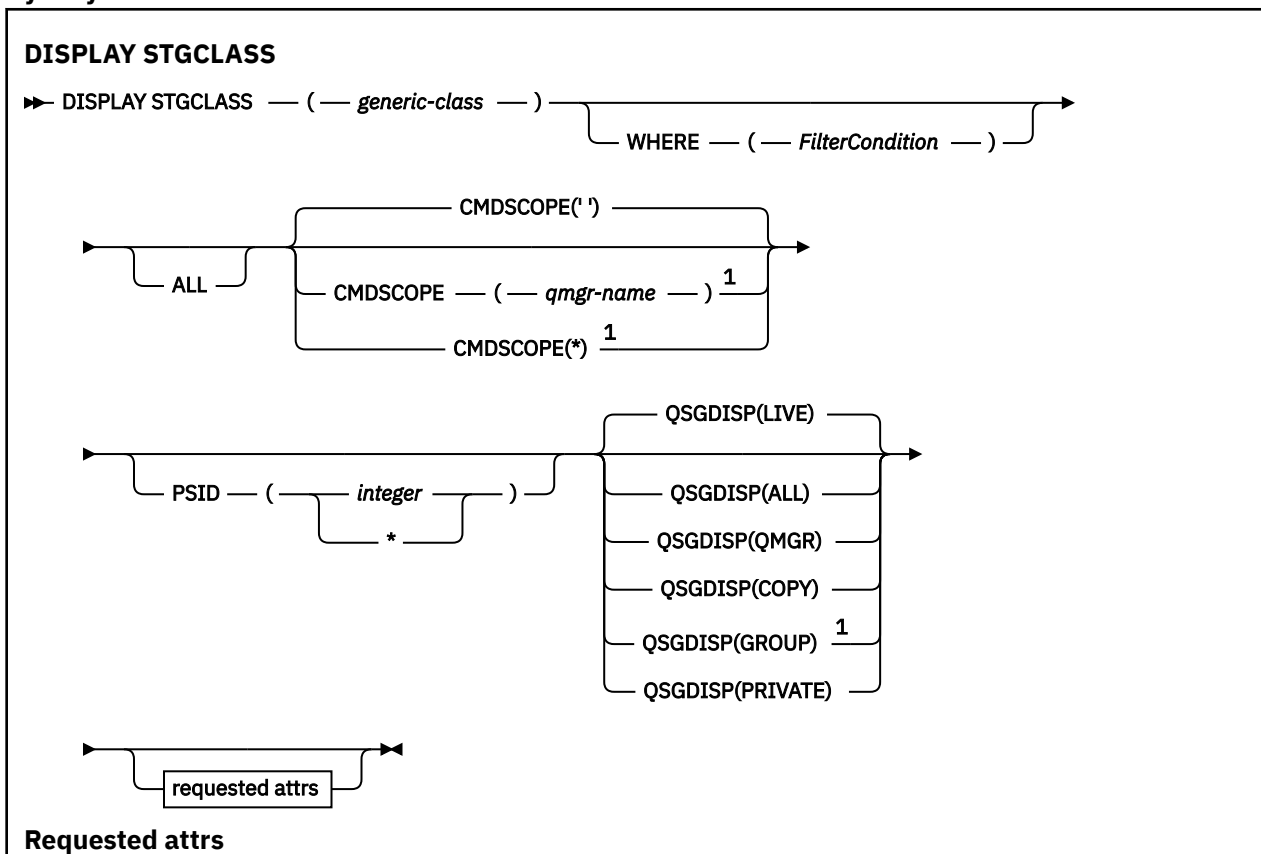 DISPLAY STGCLASS
DISPLAY STGCLASS ( generic-class )
WHERE ( FilterCondition )
CMDSCOPE(' ')
ALL
CMDSCOPE ( qmgr-name ) 1
CMDSCOPE(*) 1
QSGDISP(LIVE)
PSID ( integer )
*
QSGDISP(ALL)
QSGDISP(QMGR)
QSGDISP(COPY)
QSGDISP(GROUP) 1
QSGDISP(PRIVATE)
requested attrs
Requested attrs